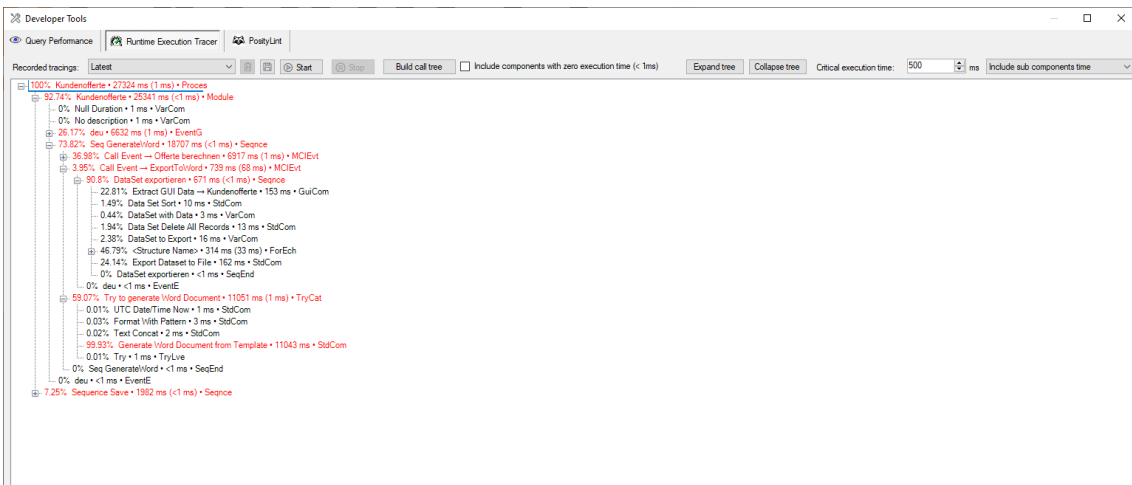 Developer Tools
Query Performance Runtime Execution Tracer PosityLint
Recorded tracings: Latest Start Stop Build call tree Include components with zero execution time (< 1ms) Expand tree Collapse tree Critical execution time: 500 ms Include sub components time
100% Kundenofferte • 27324 ms (1 ms) • Proces
92.74% Kundenofferte • 25341 ms (<1 ms) • Module
0% Null Duration • 1 ms • VarCom
0% No description • 1 ms • VarCom
26.17% deu • 6632 ms (1 ms) • EventG
73.82% Seq GenerateWord • 18707 ms (<1 ms) • Seqnce
36.98% Call Event → Offerte berechnen • 6917 ms (1 ms) • MCIEvt
3.95% Call Event → ExportToWord • 739 ms (68 ms) • MCIEvt
90.8% DataSet exportieren • 671 ms (<1 ms) • Seqnce
22.81% Extract GUI Data → Kundenofferte • 153 ms • GuiCom
1.49% Data Set Sort • 10 ms • StdCom
0.44% DataSet with Data • 3 ms • VarCom
1.94% Data Set Delete All Records • 13 ms • StdCom
2.38% DataSet to Export • 16 ms • VarCom
46.79% <Structure Name> • 314 ms (33 ms) • ForEch
24.14% Export Dataset to File • 162 ms • StdCom
0% DataSet exportieren • <1 ms • SeqEnd
0% deu • <1 ms • EventE
59.07% Try to generate Word Document • 11051 ms (1 ms) • TryCat
0.01% UTC Date/Time Now • 1 ms • StdCom
0.03% Format With Pattern • 3 ms • StdCom
0.02% Text Concat • 2 ms • StdCom
99.93% Generate Word Document from Template • 11043 ms • StdCom
0.01% Try • 1 ms • TryLve
0% Seq GenerateWord • <1 ms • SeqEnd
0% deu • <1 ms • EventE
7.25% Sequence Save • 1982 ms (<1 ms) • Seqnce